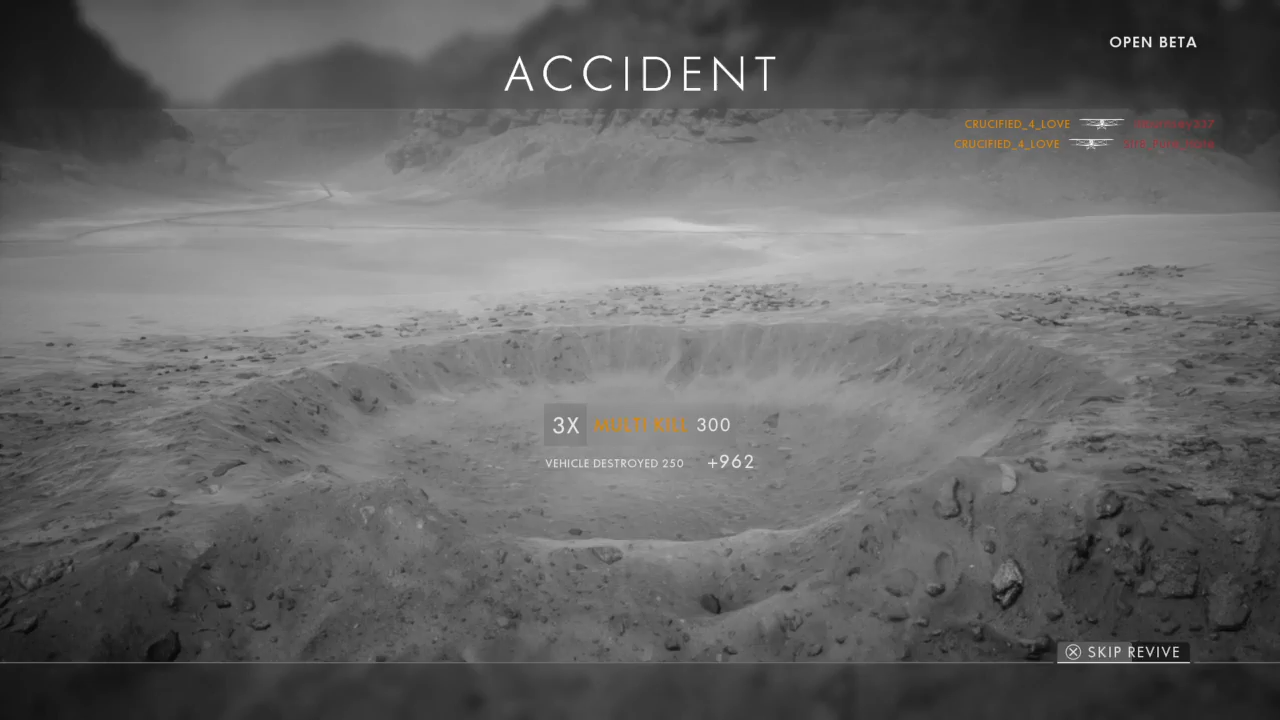 OPEN BETA
ACCIDENT
CRUCIFIED_4_LOVE
CRUCIFIED_4_LOVE
3X MULTI KILL 300
VEHICLE DESTROYED 250 +962
SKIP REVIVE